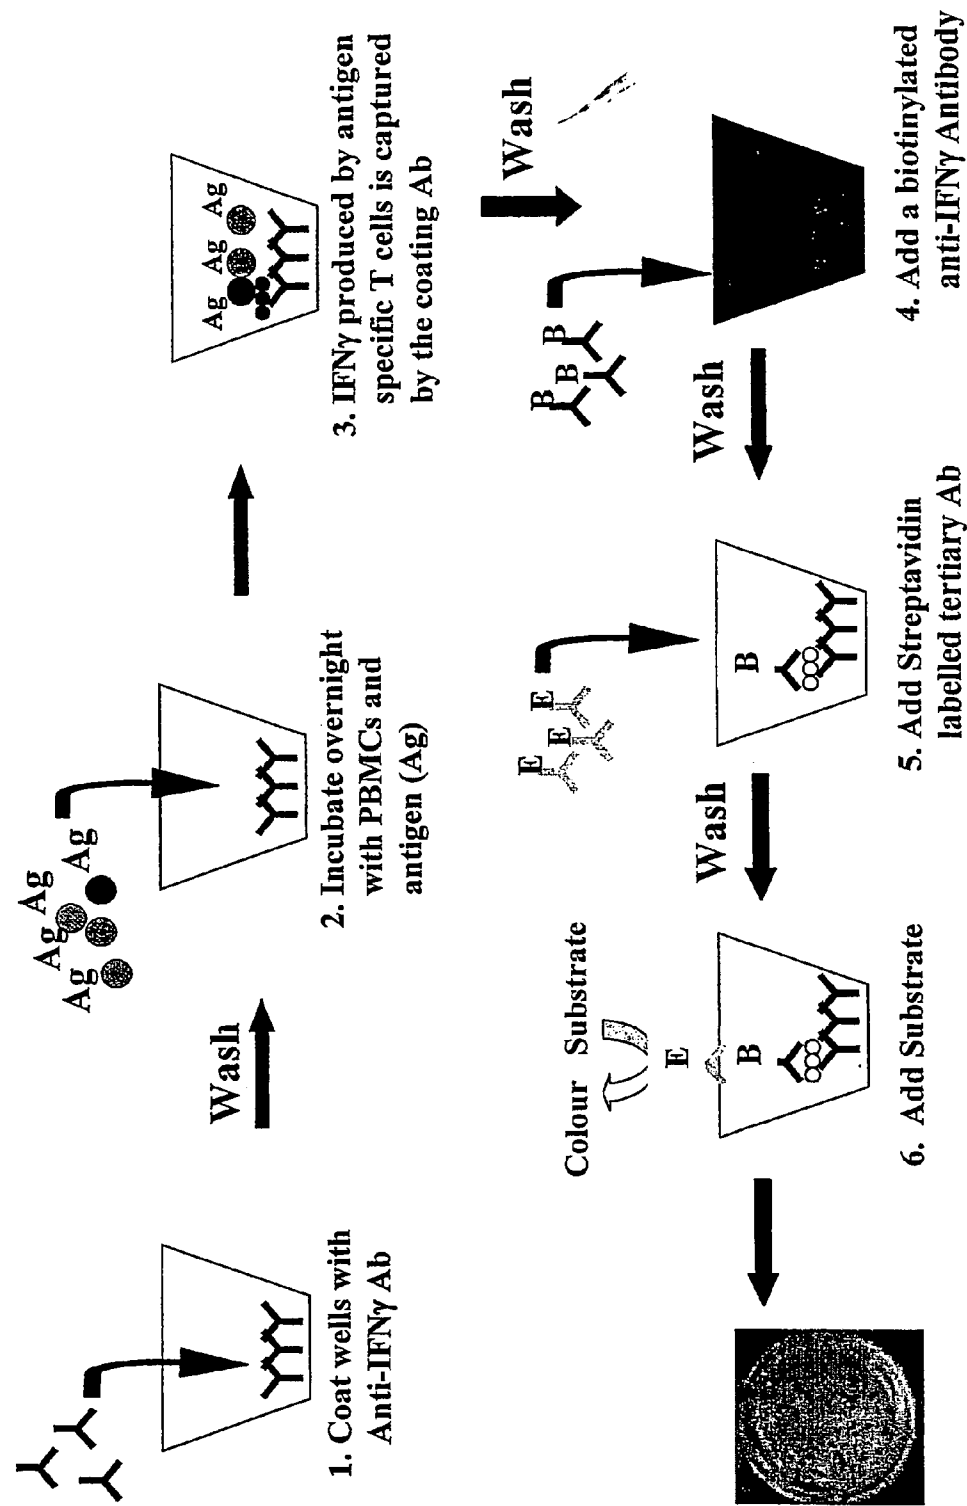 1. Coat wells with
Anti-IFNγ Ab
Wash
Ag
Ag
Ag
Ag
2. Incubate overnight
with PBMCs and
antigen (Ag)
Ag
Ag
Ag
3. IFNγ produced by antigen
specific T cells is captured
by the coating Ab
Wash
B
B
B
4. Add a biotinylated
anti-IFNγ Antibody
Wash
E
E
E
B
5. Add Streptavidin
labelled tertiary Ab
Wash
Colour Substrate
E
B
6. Add Substrate